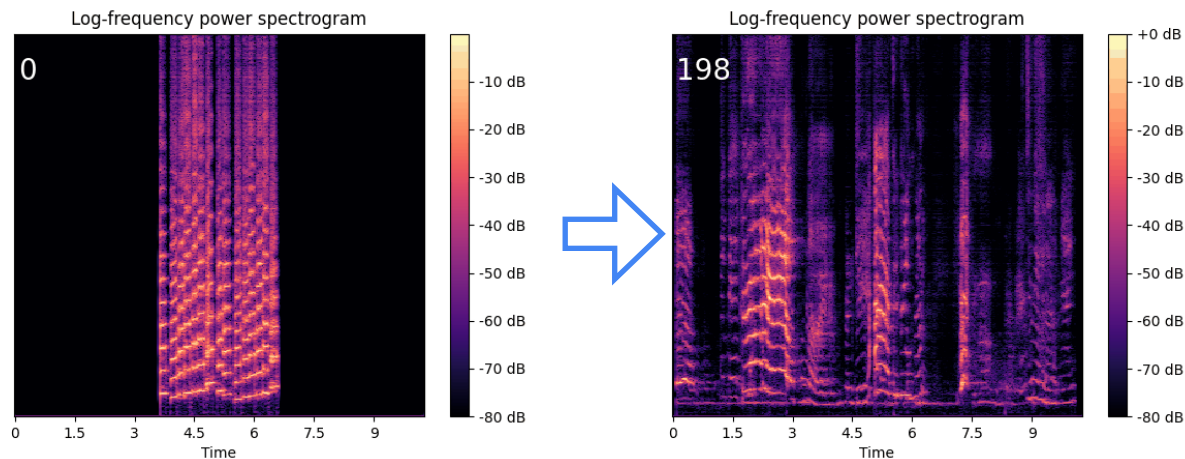 Log-frequency power spectrogram
0
-10 dB
-20 dB
-30 dB
-40 dB
-50 dB
-60 dB
-70 dB
-80 dB
0 1.5 3 4.5 6 7.5 9
Time
Log-frequency power spectrogram
198
+0 dB
-10 dB
-20 dB
-30 dB
-40 dB
-50 dB
-60 dB
-70 dB
-80 dB
0 1.5 3 4.5 6 7.5 9
Time